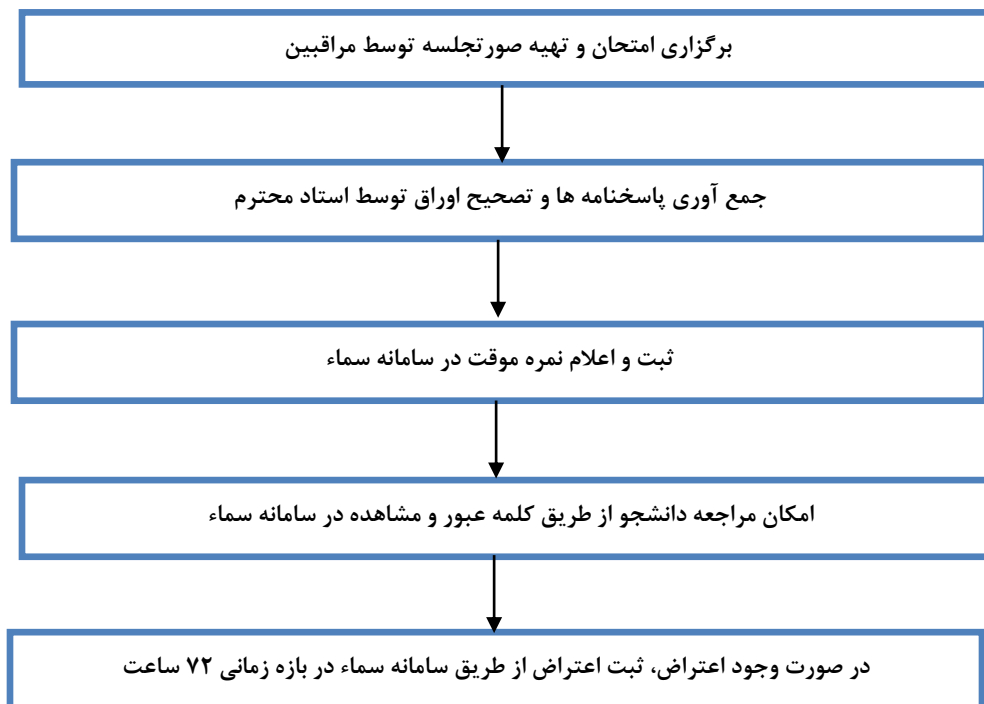 برگزاری امتحان و تهیه صورتجلسه توسط مراقبین
جمع آوری پاسخنامه ها و تصحیح اوراق توسط استاد محترم
ثبت و اعلام نمره موقت در سامانه سماء
امکان مراجعه دانشجو از طریق کلمه عبور و مشاهده در سامانه سماء
در صورت وجود اعتراض، ثبت اعتراض از طریق سامانه سماء در بازه زمانی ۷۲ ساعت